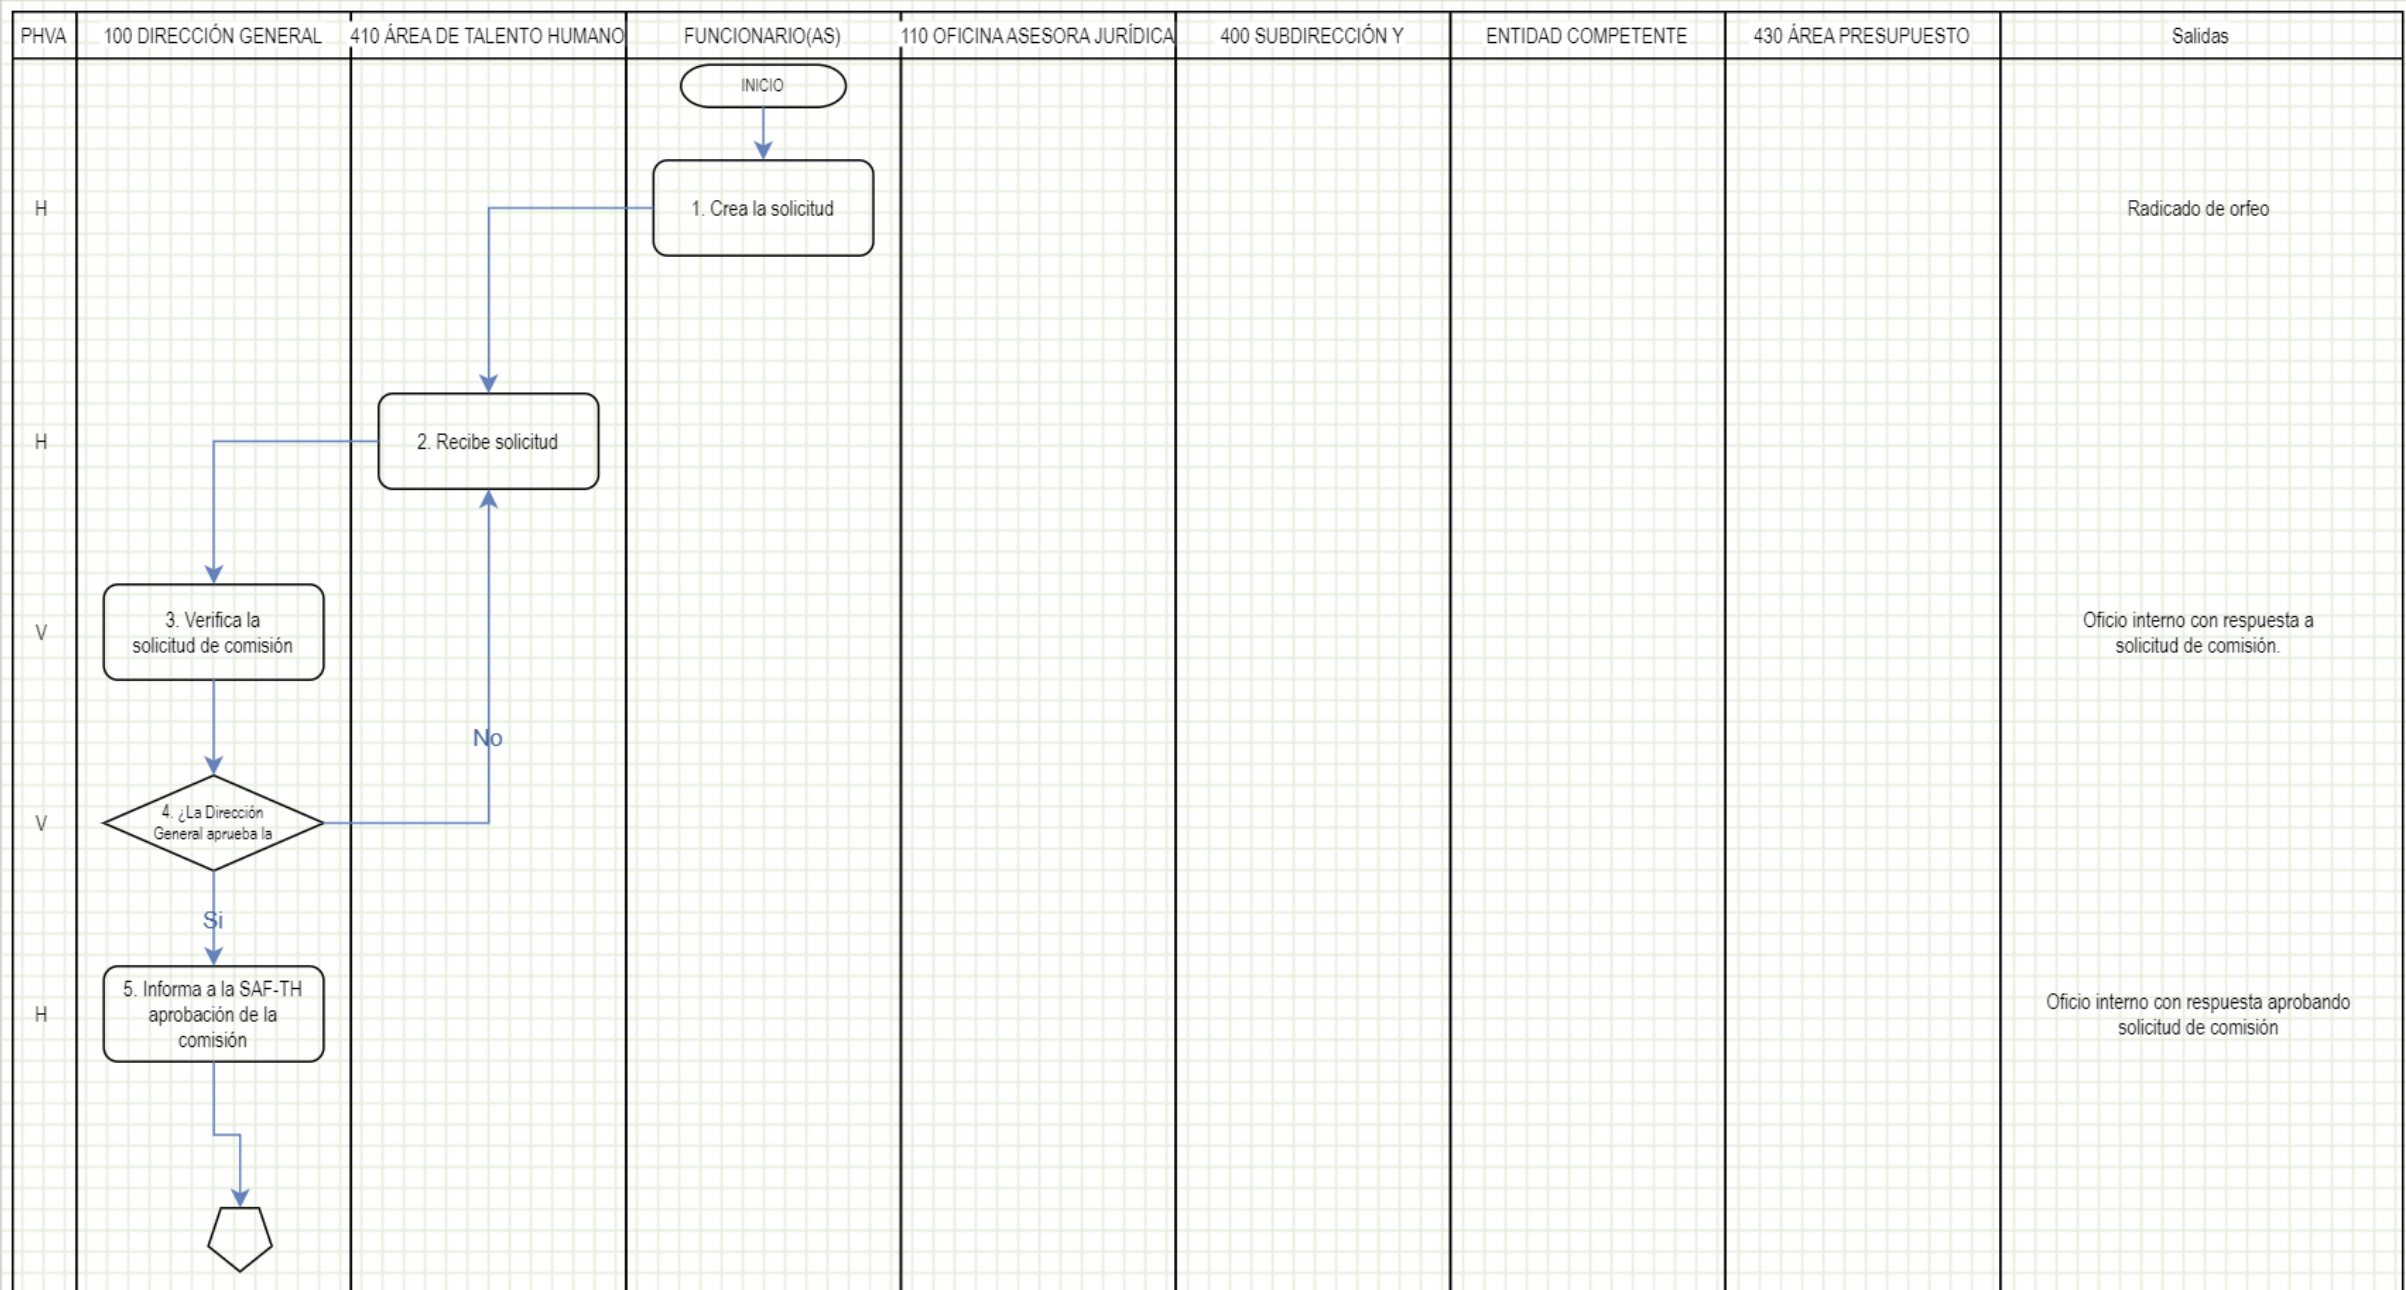 PHVA
100 DIRECCIÓN GENERAL
410 ÁREA DE TALENTO HUMANO
FUNCIONARIO(AS)
110 OFICINA ASESORA JURÍDICA
400 SUBDIRECCIÓN Y
ENTIDAD COMPETENTE
430 ÁREA PRESUPUESTO
Salidas
INICIO
H
1. Crea la solicitud
Radicado de orfeo
H
2. Recibe solicitud
V
3. Verifica la
solicitud de comisión
Oficio interno con respuesta a
solicitud de comisión.
No
V
4. ¿La Dirección
General aprueba la
Si
H
5. Informa a la SAF-TH
aprobación de la
comisión
Oficio interno con respuesta aprobando
solicitud de comisión